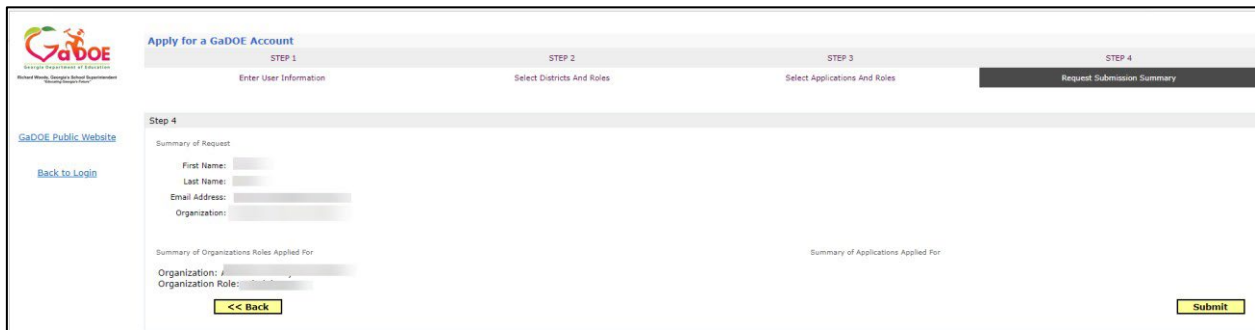 GaDOE
Georgia Department of Education
Richard Woods, Georgia's School Superintendent
"Educating Georgia's Future"
GaDOE Public Website
Back to Login
Apply for a GaDOE Account
STEP 1
STEP 2
STEP 3
STEP 4
Enter User Information
Select Districts And Roles
Select Applications And Roles
Request Submission Summary
Step 4
Summary of Request
First Name:
Last Name:
Email Address:
Organization:
Summary of Organizations Roles Applied For
Summary of Applications Applied For
Organization:
Organization Role:
<< Back
Submit